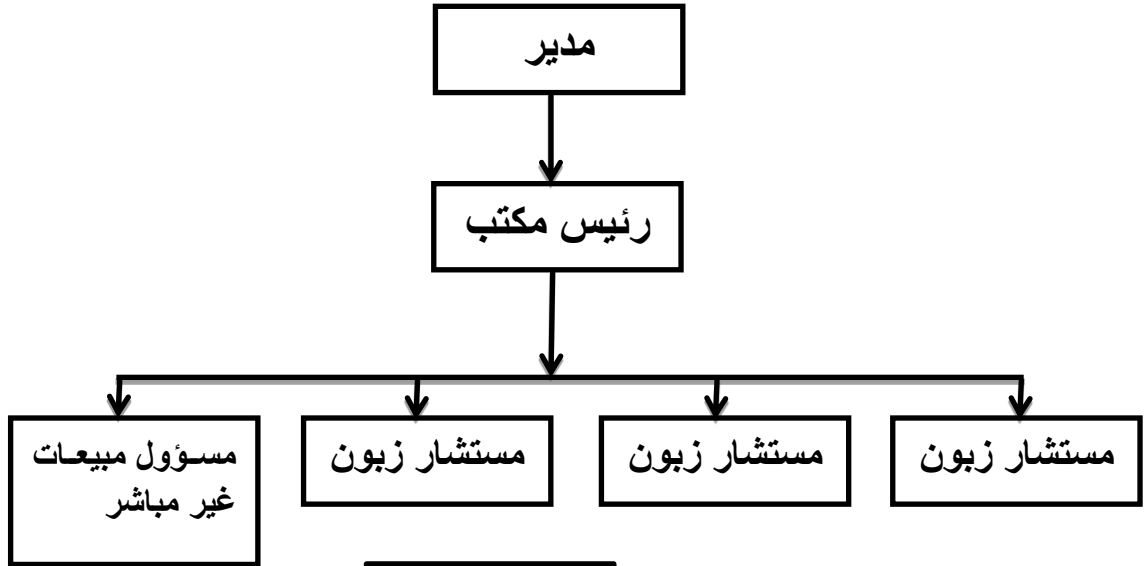 مدير
رئيس مكتب
مستشار زبون
مستشار زبون
مستشار زبون
مسؤول مبيعات
غير مباشر